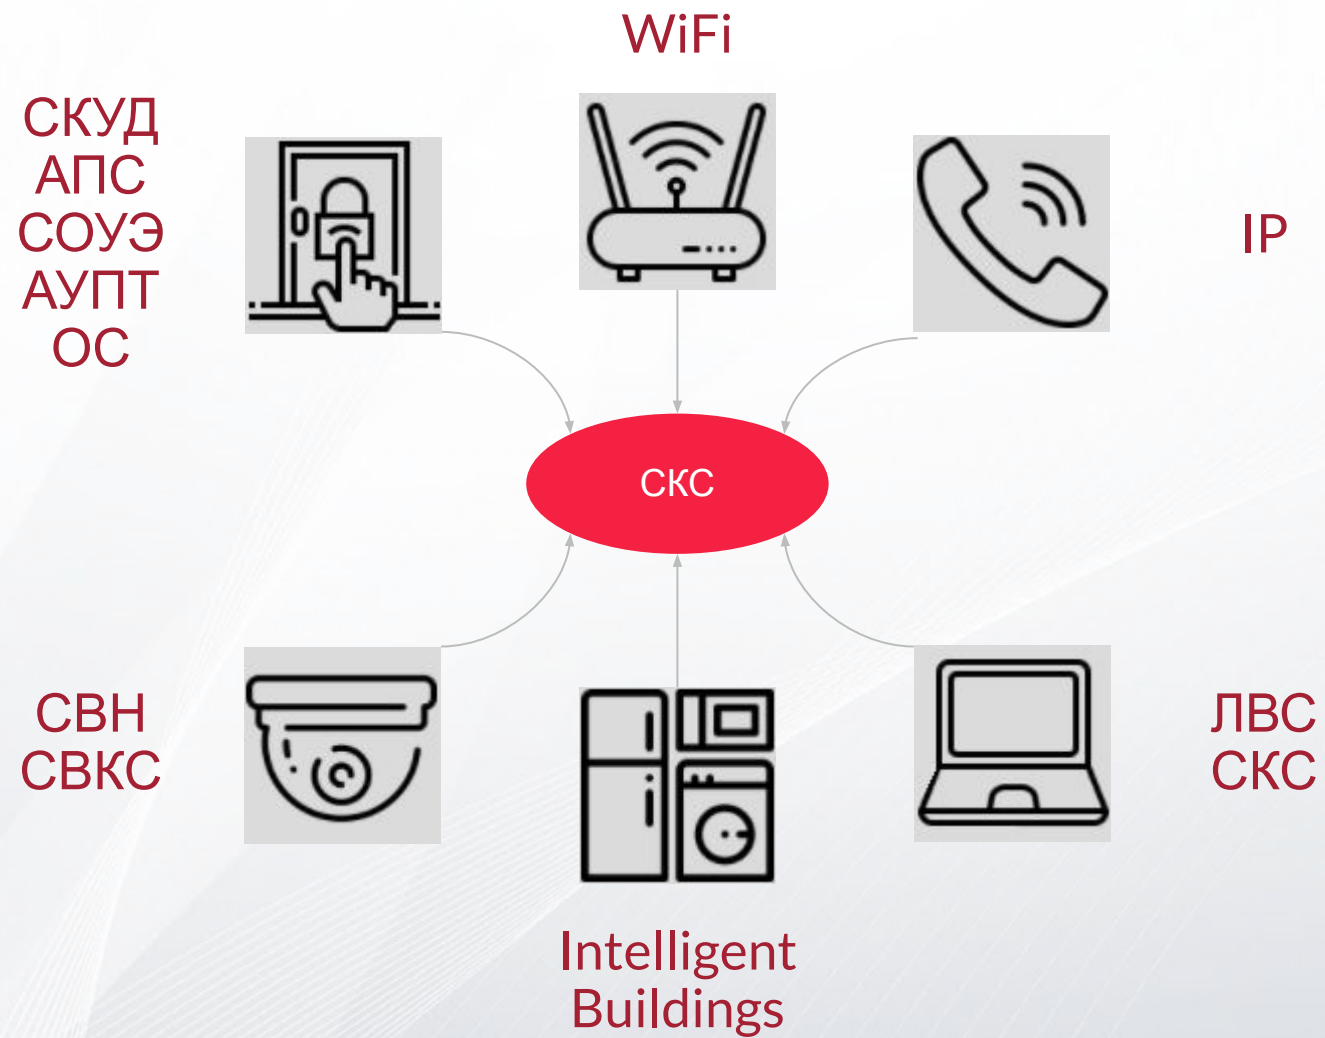 WiFi
СКУД
АПС
СОУЭ
АУПТ
ОС
IP
СКС
СВН
СВКС
ЛВС
СКС
Intelligent
Buildings